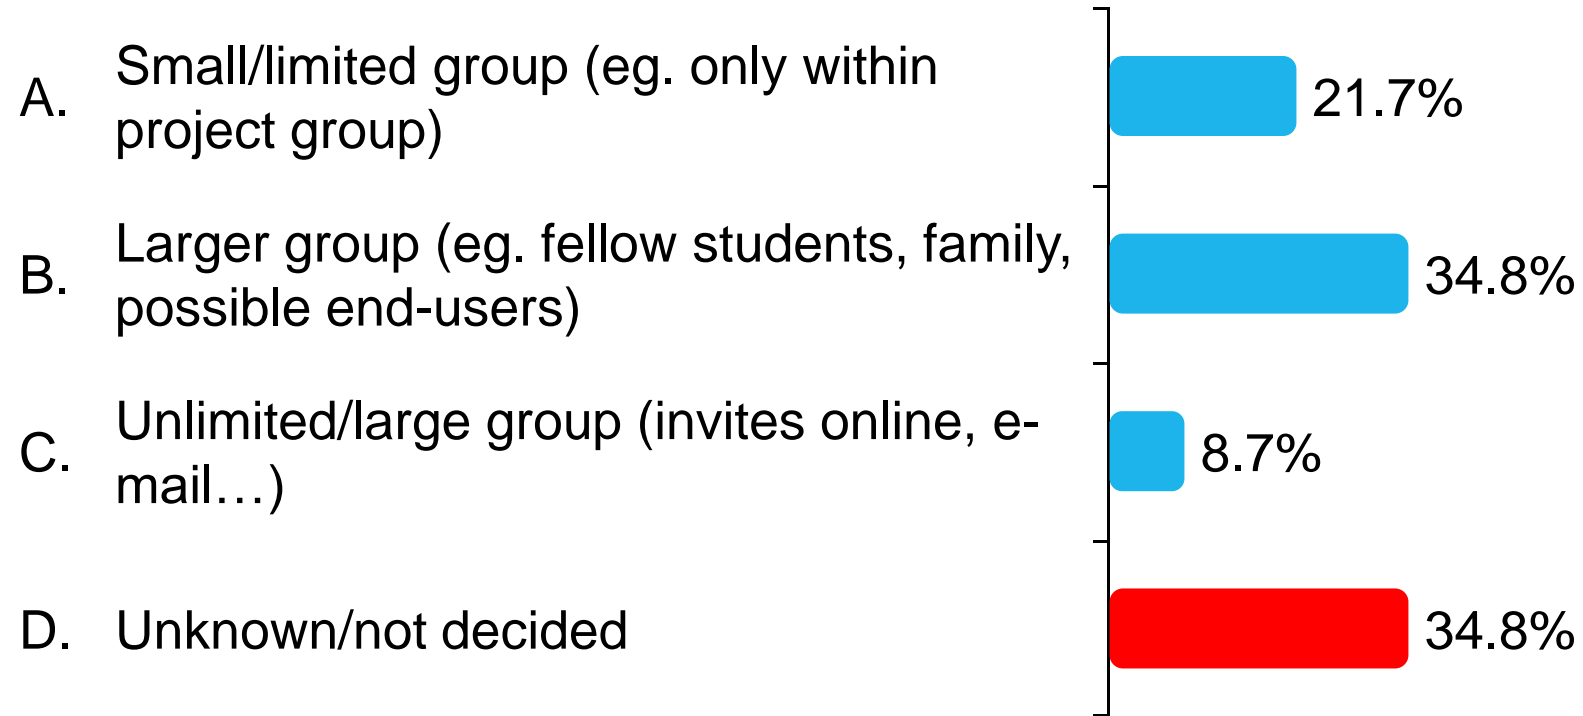 A.
Small/limited group (eg. only within
project group)
21.7%
B.
Larger group (eg. fellow students, family,
possible end-users)
34.8%
C.
Unlimited/large group (invites online, e-
mail…)
8.7%
D.
Unknown/not decided
34.8%